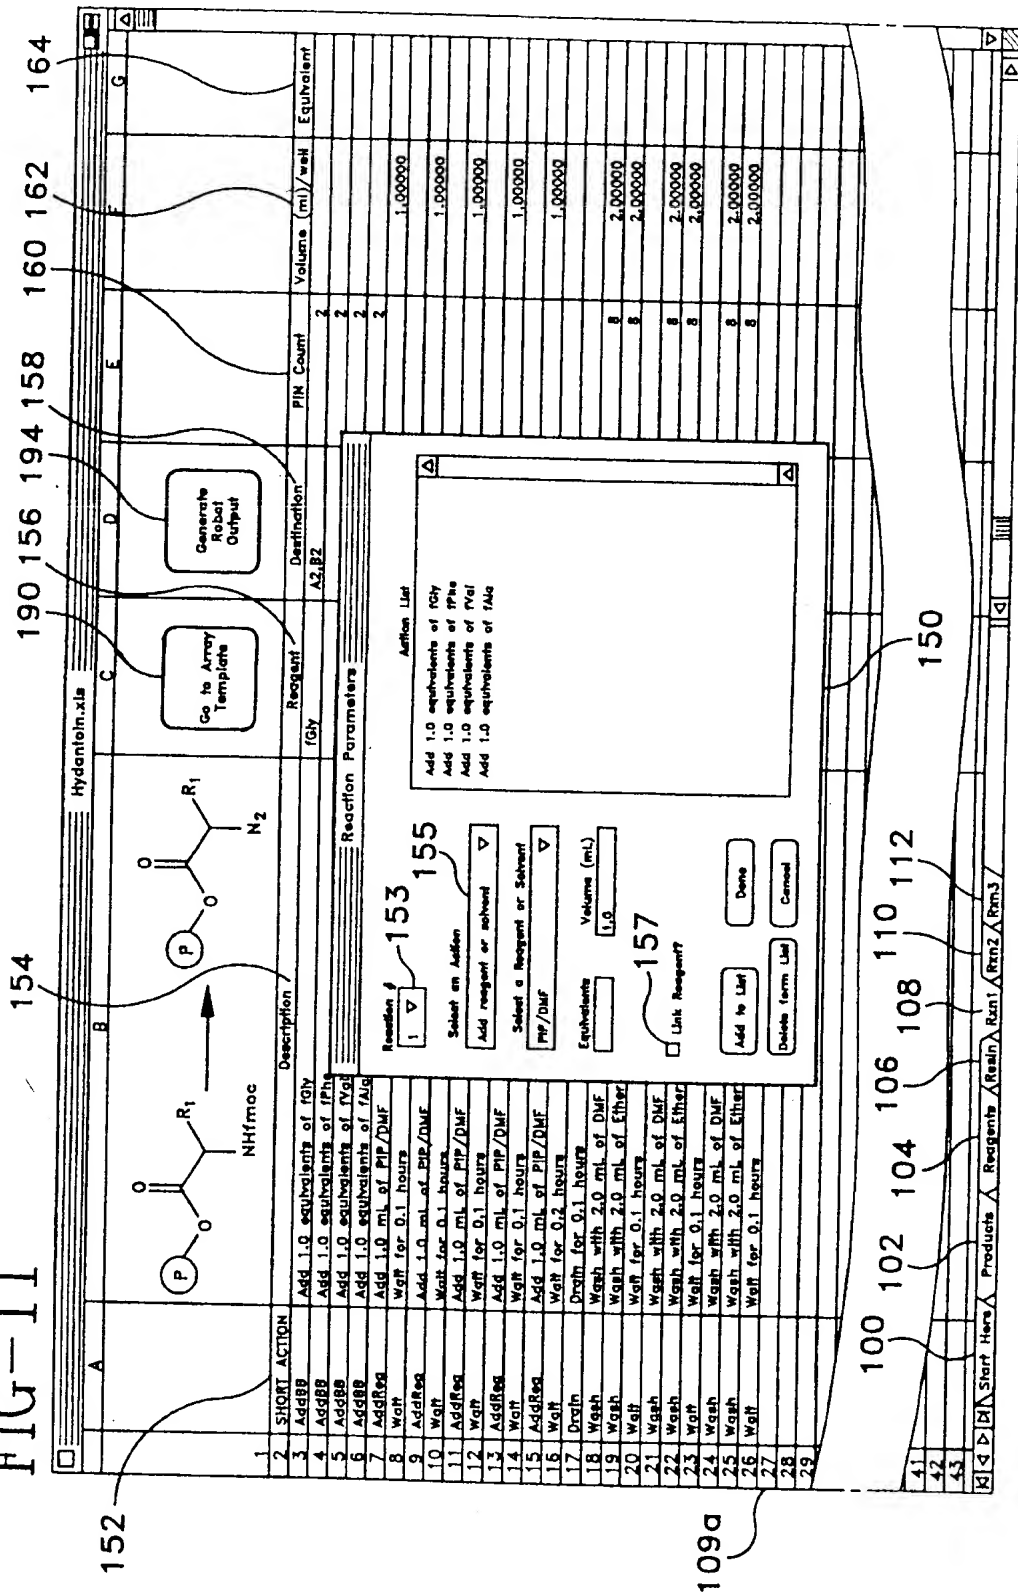 FIG-11
152
154
190
156
194
158
160
162
164
Hydantoin.xls
A
B
C
D
E
F
G
1
P
O
O
R1
NHfmoc
P
O
O
R1
N2
Go to Array
Template
Generate
Robot
Output
2 SHORT ACTION Description Reagent Destination PIN Count Volume (ml)/well Equivalent
3 AddBB Add 1.0 equivalents of fGly fGly A2,B2 2
4 AddBB Add 1.0 equivalents of fPhe 2
5 AddBB Add 1.0 equivalents of fVal 2
6 AddBB Add 1.0 equivalents of fAla 2
7 AddReg Add 1.0 mL of PIP/DMF 1.00000
8 Wait Wait for 0.1 hours
9 AddReg Add 1.0 mL of PIP/DMF 1.00000
10 Wait Wait for 0.1 hours
11 AddReg Add 1.0 mL of PIP/DMF 1.00000
12 Wait Wait for 0.1 hours
13 AddReg Add 1.0 mL of PIP/DMF 1.00000
14 Wait Wait for 0.1 hours
15 AddReg Add 1.0 mL of PIP/DMF 1.00000
16 Wait Wait for 0.2 hours
17 Drain Drain for 0.1 hours
18 Wash Wash with 2.0 mL of DMF 8 2.00000
19 Wash Wash with 2.0 mL of Ether 8 2.00000
20 Wait Wait for 0.1 hours
21 Wash Wash with 2.0 mL of DMF 8 2.00000
22 Wash Wash with 2.0 mL of Ether 8 2.00000
23 Wait Wait for 0.1 hours
24 Wash Wash with 2.0 mL of DMF 8 2.00000
25 Wash Wash with 2.0 mL of Ether 8 2.00000
26 Wait Wait for 0.1 hours
27
28
29
41
42
43
Reaction Parameters
Reaction #
1
153
Select an Action
155
Add reagent or solvent
Select a Reagent or Solvent
PIP/DMF
Equivalents
Volume (mL)
1.0
157
Link Reagent?
Add to List
Done
Delete form List
Cancel
Action List
Add 1.0 equivalents of fGly
Add 1.0 equivalents of fPhe
Add 1.0 equivalents of fVal
Add 1.0 equivalents of fAla
150
109a
100
102
104
106
108
110
112
Start Here
Products
Reagents
Resin
Rxn1
Rxn2
Rxn3